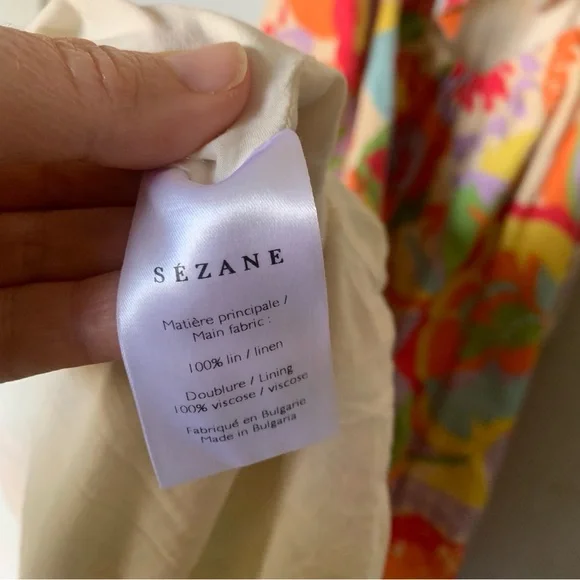 SÉZANE
Matière principale /
Main fabric :
100% lin / linen
Doublure / Lining
100% viscose / viscose
Fabriqué en Bulgarie
Made in Bulgaria